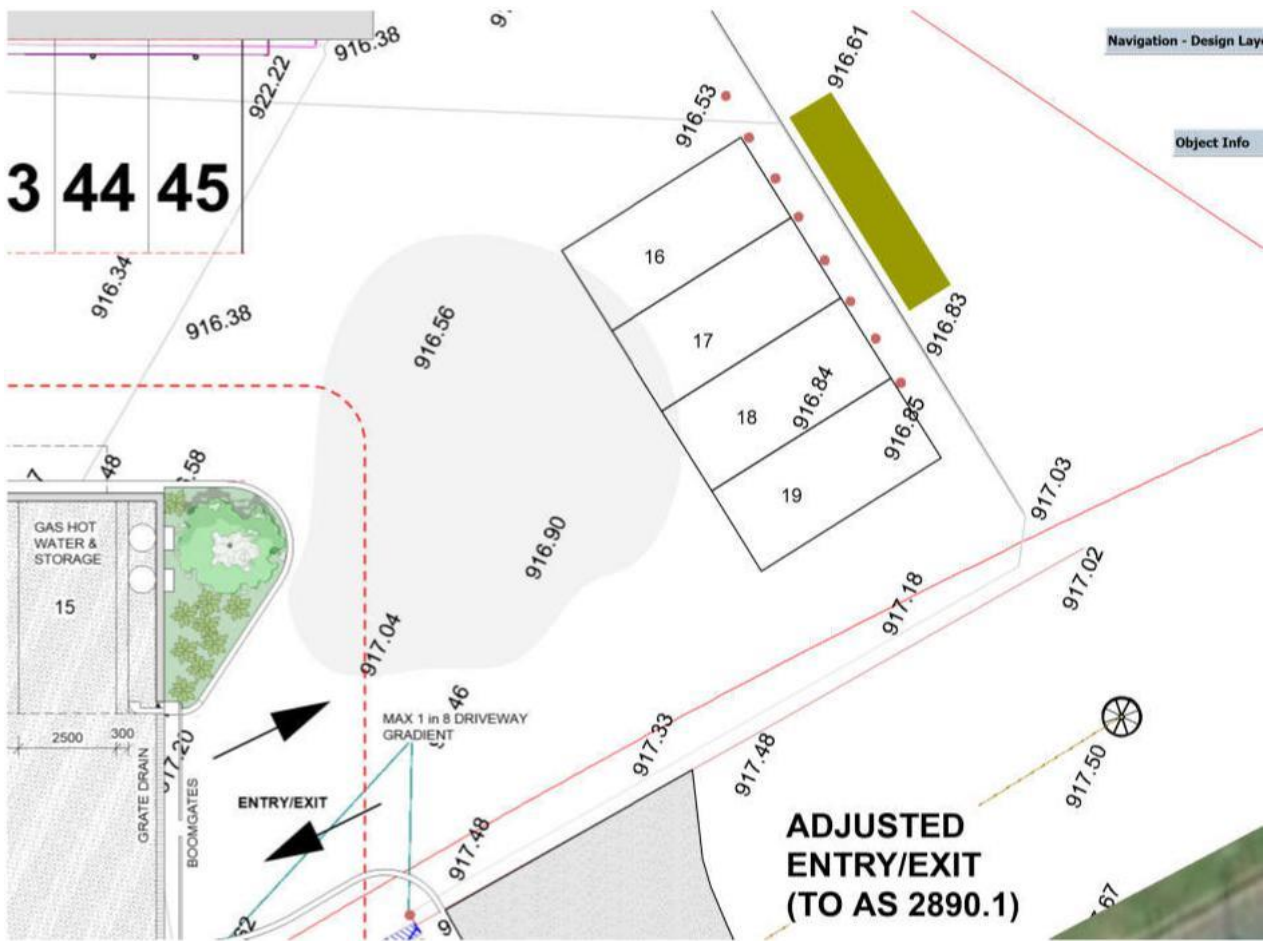 916.38
916.61
Navigation - Design Laye
922.22
916.53
Object Info
3 44 45
916.34
916.38
16
916.56
17
916.83
18
916.84
916.85
48
.58
19
917.03
GAS HOT
WATER &
STORAGE
15
916.90
917.02
917.18
917.04
46
MAX 1 in 8 DRIVEWAY
GRADIENT
2500
300
917.20
917.33
917.48
917.50
GRATE DRAIN
BOOMGATES
ENTRY/EXIT
917.48
ADJUSTED
ENTRY/EXIT
(TO AS 2890.1)
.67
62